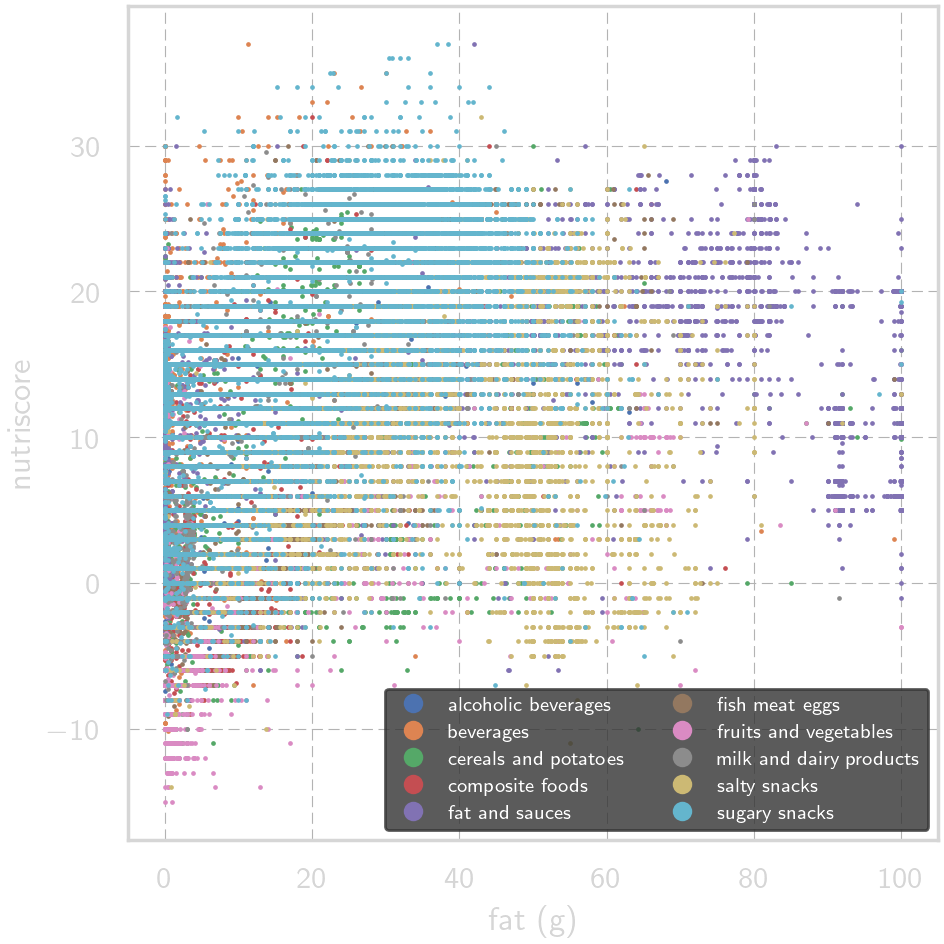 30
20
10
0
−10
nutriscore
0 20 40 60 80 100
fat (g)
alcoholic beverages
beverages
cereals and potatoes
composite foods
fat and sauces
fish meat eggs
fruits and vegetables
milk and dairy products
salty snacks
sugary snacks